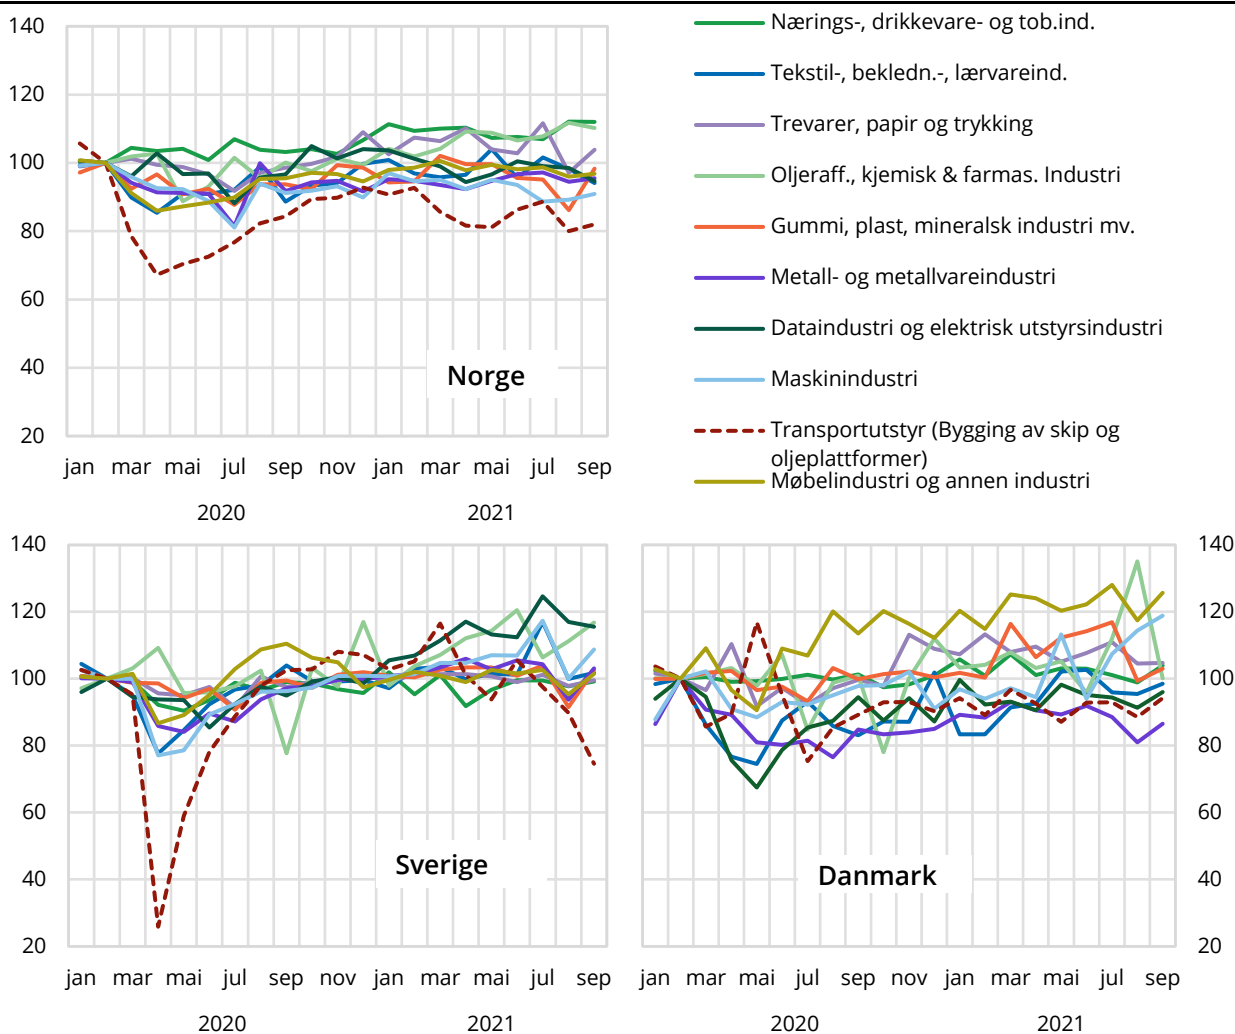 140
120
100
80
60
40
20
Norge
jan mar mai jul sep nov jan mar mai jul sep
2020 2021
Nærings-, drikkevare- og tob.ind.
Tekstil-, bekledn.-, lærvareind.
Trevarer, papir og trykking
Oljeraff., kjemisk & farmas. Industri
Gummi, plast, mineralsk industri mv.
Metall- og metallvareindustri
Dataindustri og elektrisk utstyrsindustri
Maskinindustri
Transportutstyr (Bygging av skip og
oljeplattformer)
Møbelindustri og annen industri
140
120
100
80
60
40
20
Sverige
jan mar mai jul sep nov jan mar mai jul sep
2020 2021
140
120
100
80
60
40
20
Danmark
jan mar mai jul sep nov jan mar mai jul sep
2020 2021